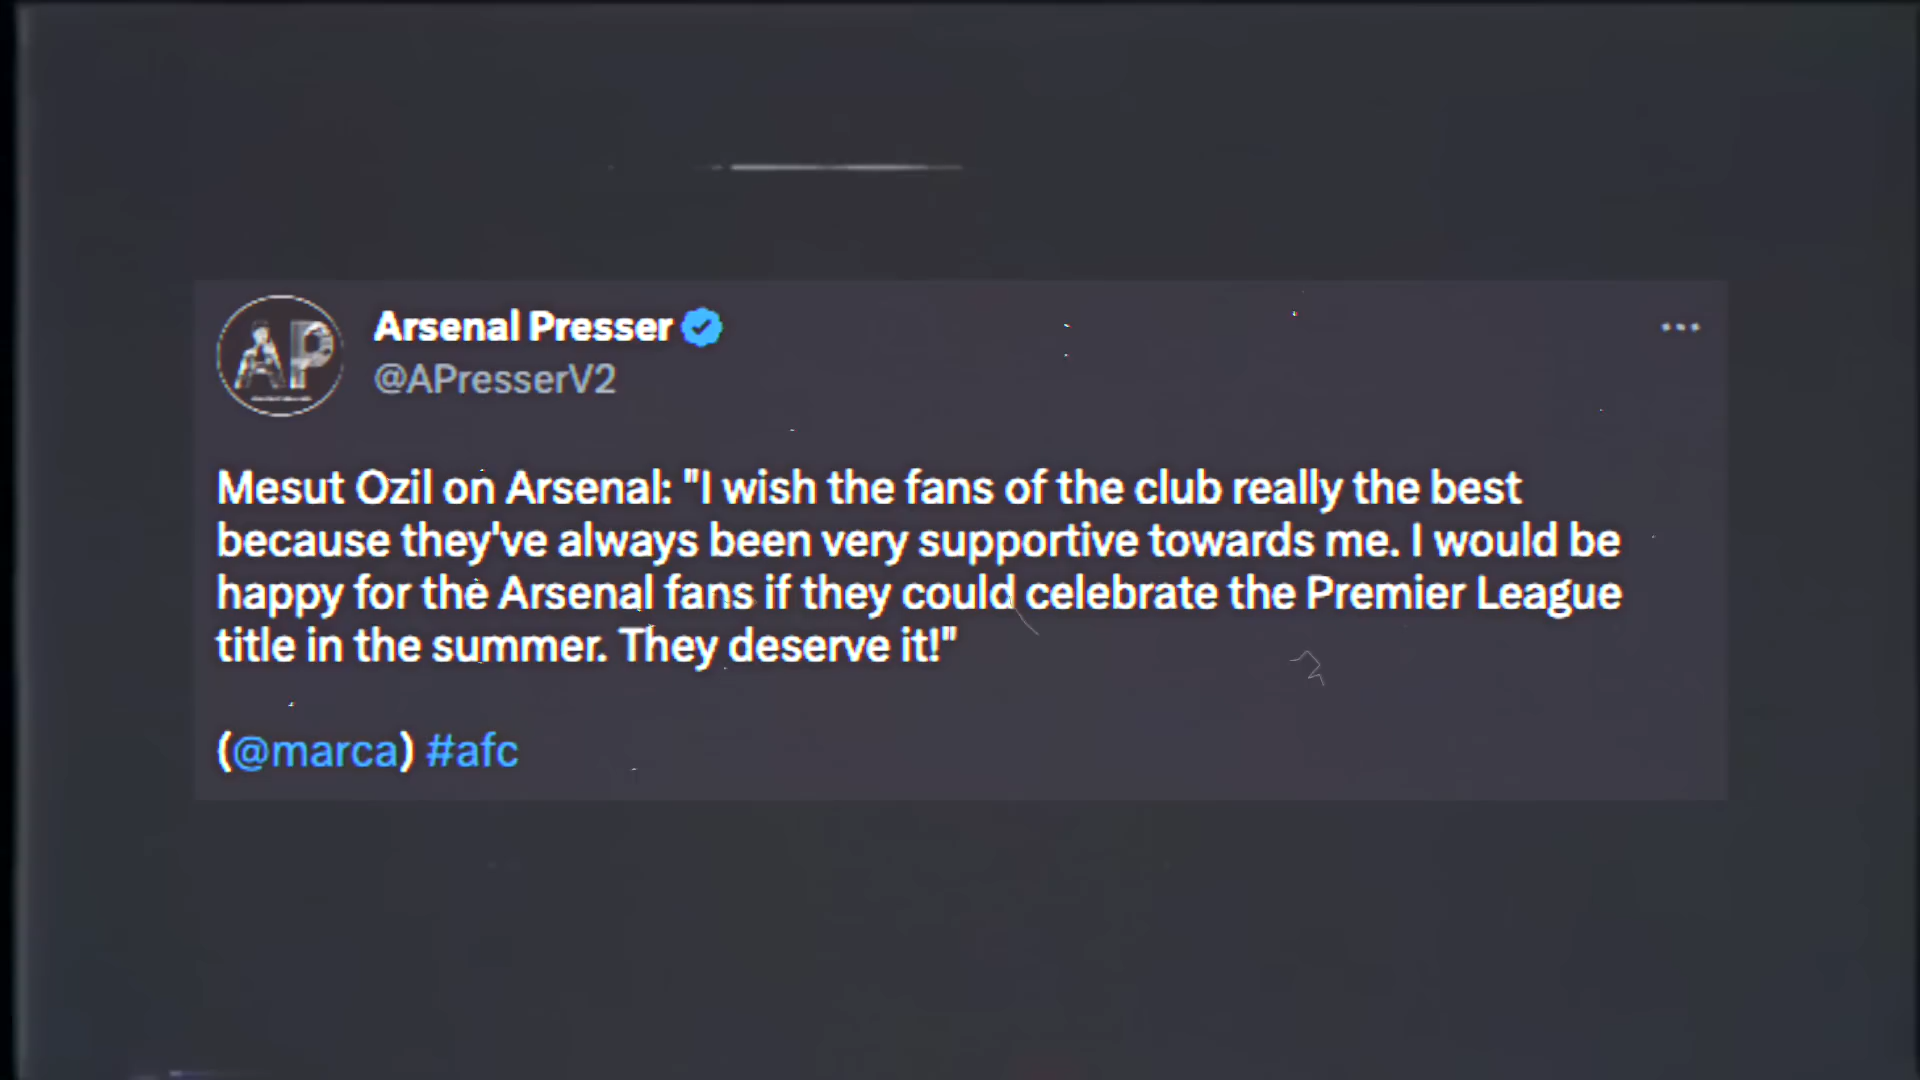 AP
Arsenal Presser
@APresserV2
Mesut Ozil on Arsenal: "I wish the fans of the club really the best
because they've always been very supportive towards me. I would be
happy for the Arsenal fans if they could celebrate the Premier League
title in the summer. They deserve it!"
(@marca) #afc